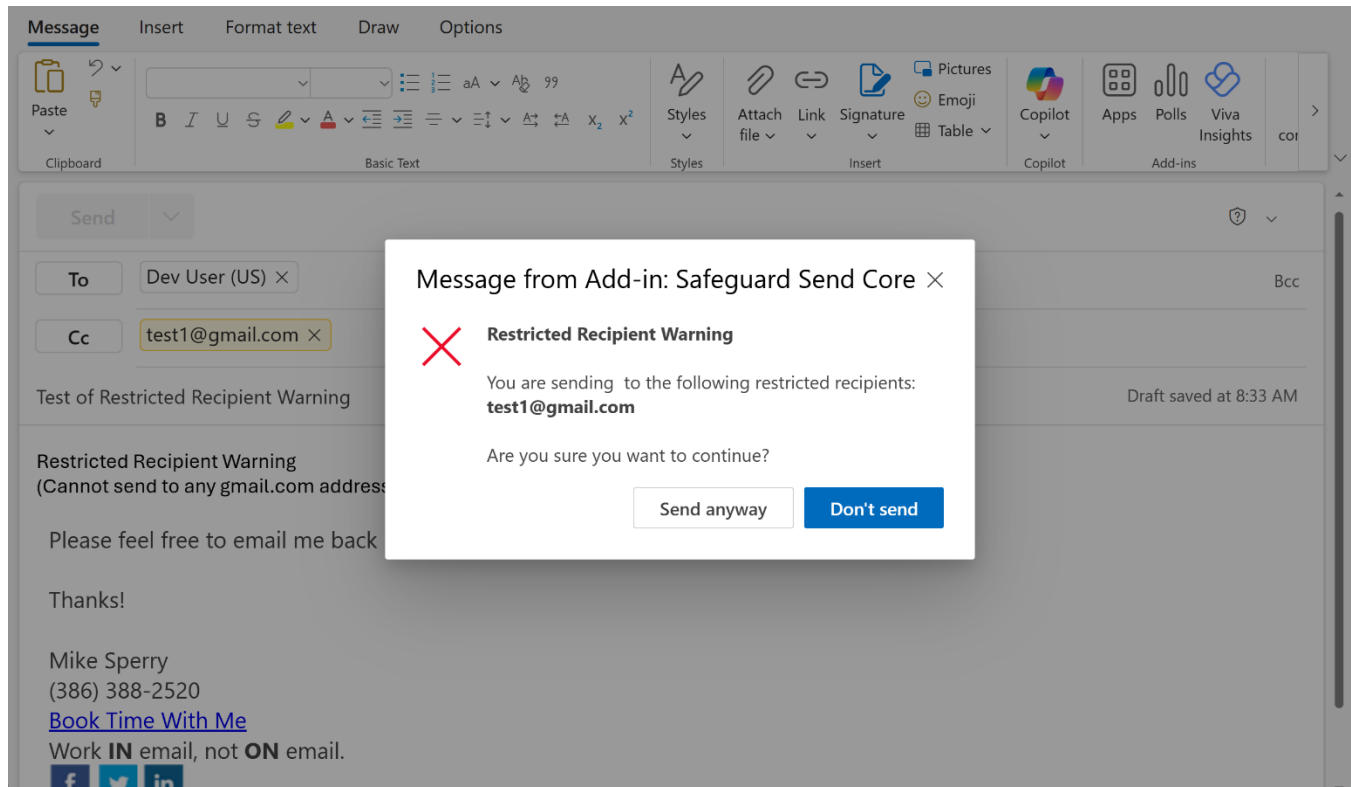 Message Insert Format text Draw Options
aA Ab 99
Paste B I U S A A x₂ x² Styles Attach file Link Signature Pictures Emoji Table Copilot Apps Polls Viva Insights
Clipboard Basic Text Styles Insert Copilot Add-ins
Send
To Dev User (US) Bcc
Cc test1@gmail.com
Test of Restricted Recipient Warning Draft saved at 8:33 AM
Restricted Recipient Warning
(Cannot send to any gmail.com address
Please feel free to email me back
Thanks!
Mike Sperry
(386) 388-2520
Book Time With Me
Work IN email, not ON email.
f in
Message from Add-in: Safeguard Send Core
Restricted Recipient Warning
You are sending to the following restricted recipients:
test1@gmail.com
Are you sure you want to continue?
Send anyway Don't send